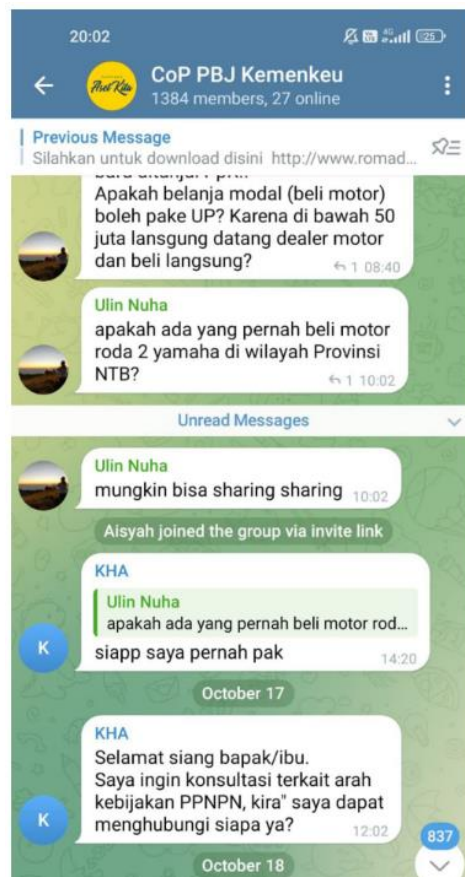 20:02
4G
25
Aset Kita
CoP PBJ Kemenkeu
1384 members, 27 online
Previous Message
Silahkan untuk download disini http://www.romad...
Apakah belanja modal (beli motor)
boleh pake UP? Karena di bawah 50
juta lansgung datang dealer motor
dan beli langsung?
1 08:40
Ulin Nuha
apakah ada yang pernah beli motor
roda 2 yamaha di wilayah Provinsi
NTB?
1 10:02
Unread Messages
Ulin Nuha
mungkin bisa sharing sharing
10:02
Aisyah joined the group via invite link
KHA
Ulin Nuha
apakah ada yang pernah beli motor rod...
K
siapp saya pernah pak
14:20
October 17
KHA
Selamat siang bapak/ibu.
Saya ingin konsultasi terkait arah
kebijakan PPNPN, kira" saya dapat
K
menghubungi siapa ya?
12:02
837
October 18